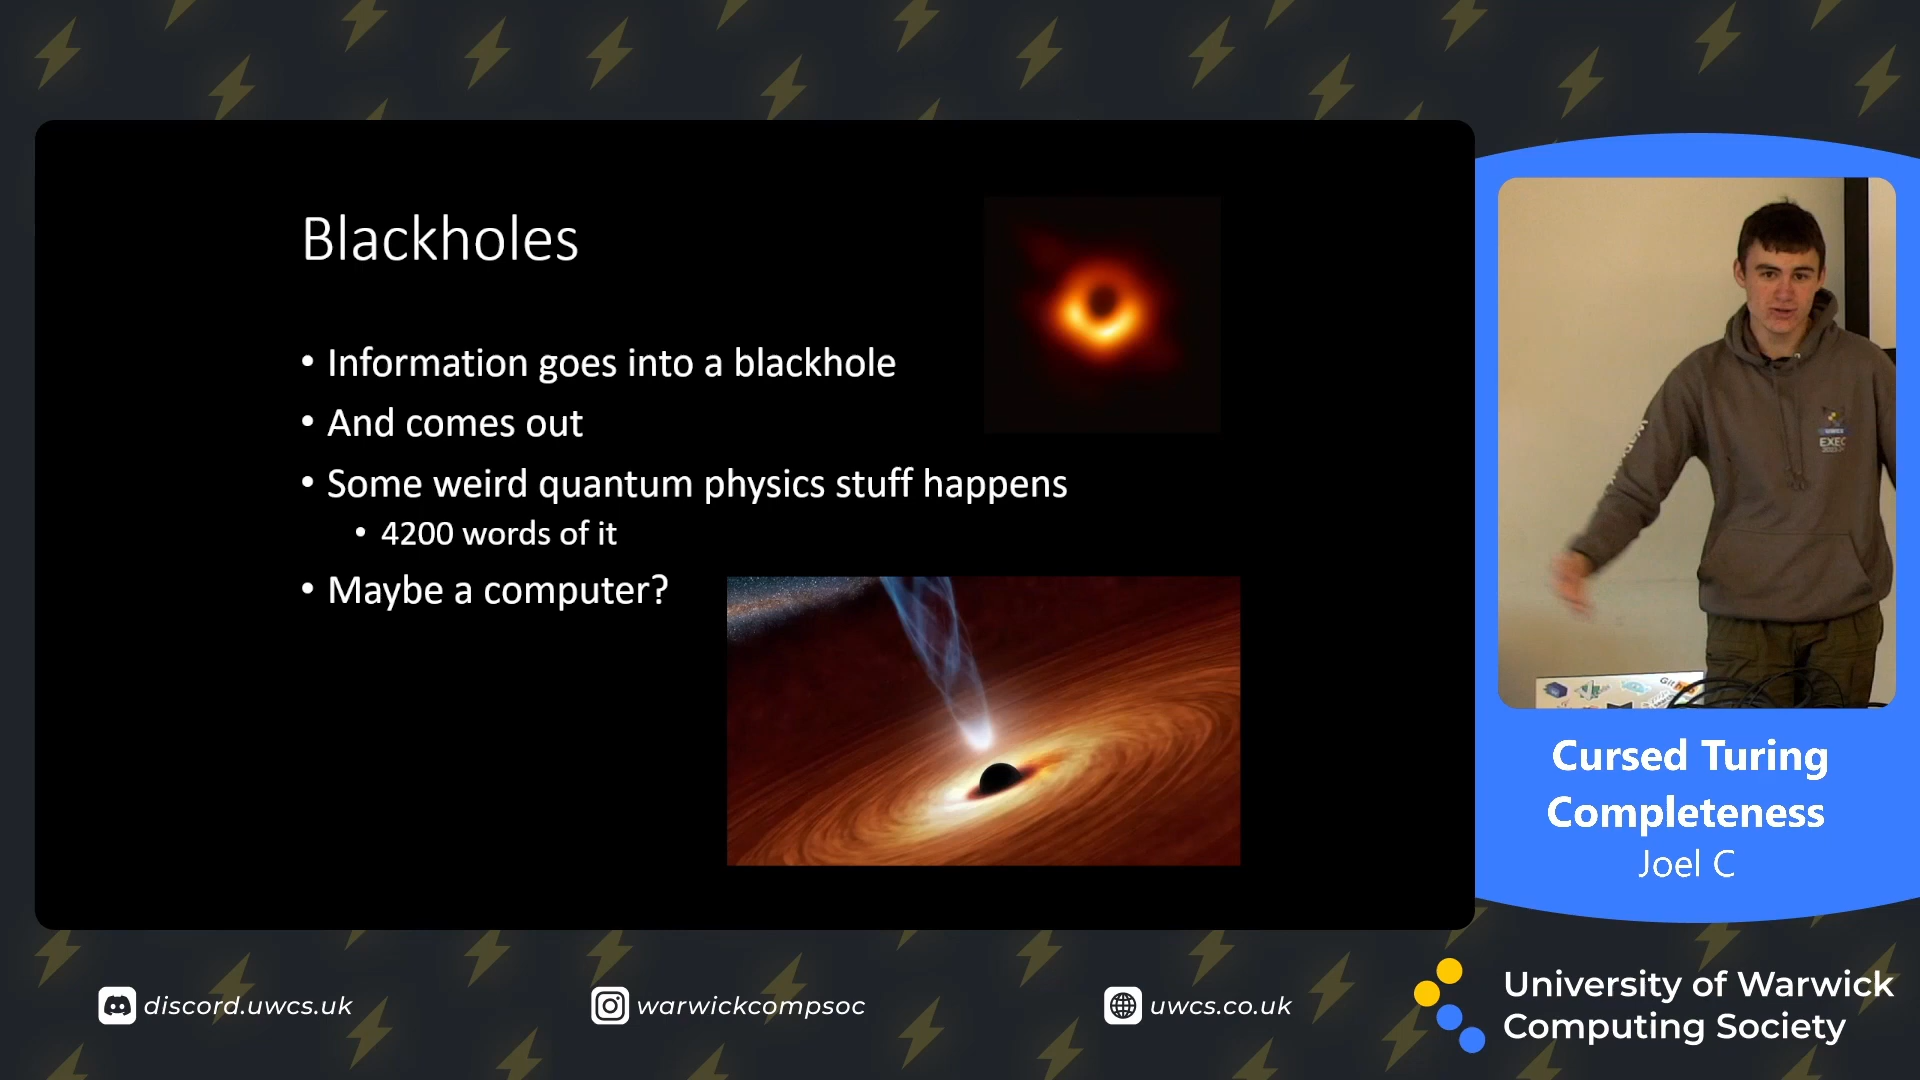 Blackholes
• Information goes into a blackhole
• And comes out
• Some weird quantum physics stuff happens
• 4200 words of it
• Maybe a computer?
EXEC
Cursed Turing
Completeness
Joel C
discord.uwcs.uk
warwickcompsoc
uwcs.co.uk
University of Warwick
Computing Society